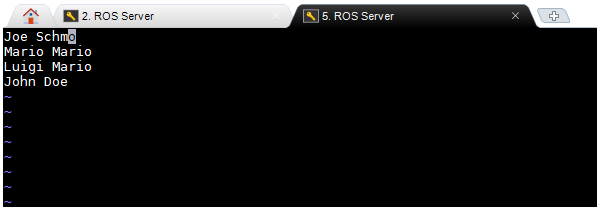 2. ROS Server
5. ROS Server
Joe Schmo
Mario Mario
Luigi Mario
John Doe
~
~
~
~
~
~
~
~